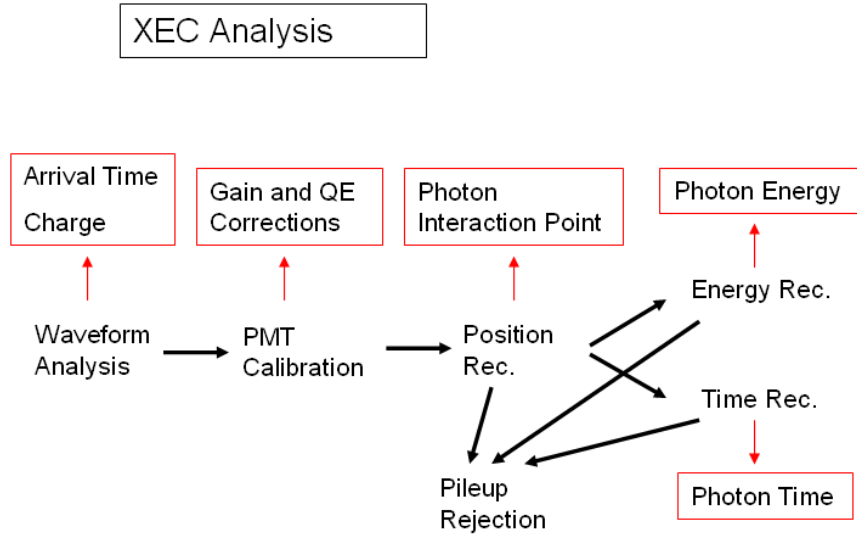 XEC Analysis
Arrival Time
Charge
Gain and QE
Corrections
Photon
Interaction Point
Photon Energy
Waveform
Analysis
PMT
Calibration
Position
Rec.
Energy Rec.
Time Rec.
Pileup
Rejection
Photon Time